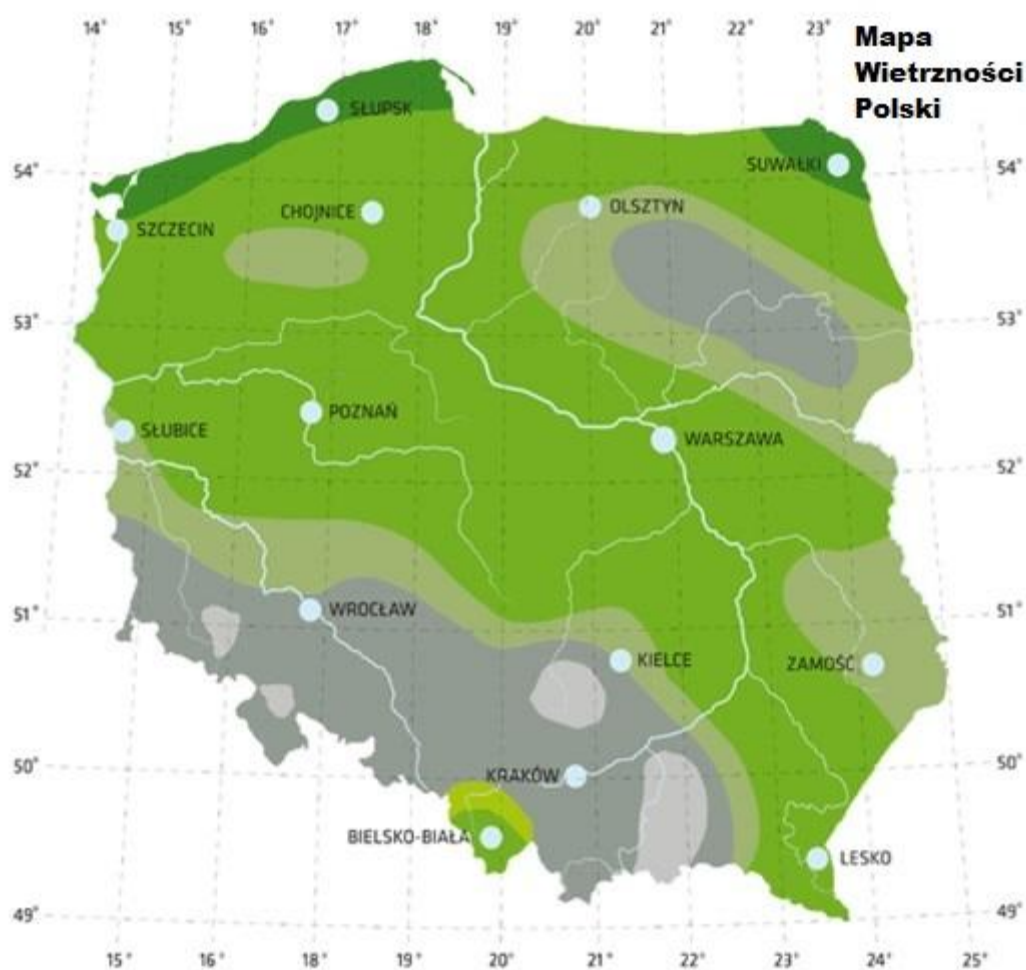 14° 15° 16° 17° 18° 19° 20° 21° 22° 23°
Mapa
Wietrzności
Polski
SŁUPSK
54° SUWAŁKI 54°
CHOJNICE OLSZTYN
SZCZECIN
53° 53°
POZNAŃ
SŁUBICE WARSZAWA
52° 52°
51° WROCŁAW 51°
KIELCE ZAMOŚĆ
50° KRAKÓW 50°
BIELSKO-BIAŁA LESKO
49° 49°
15° 16° 17° 18° 19° 20° 21° 22° 23° 24° 25°